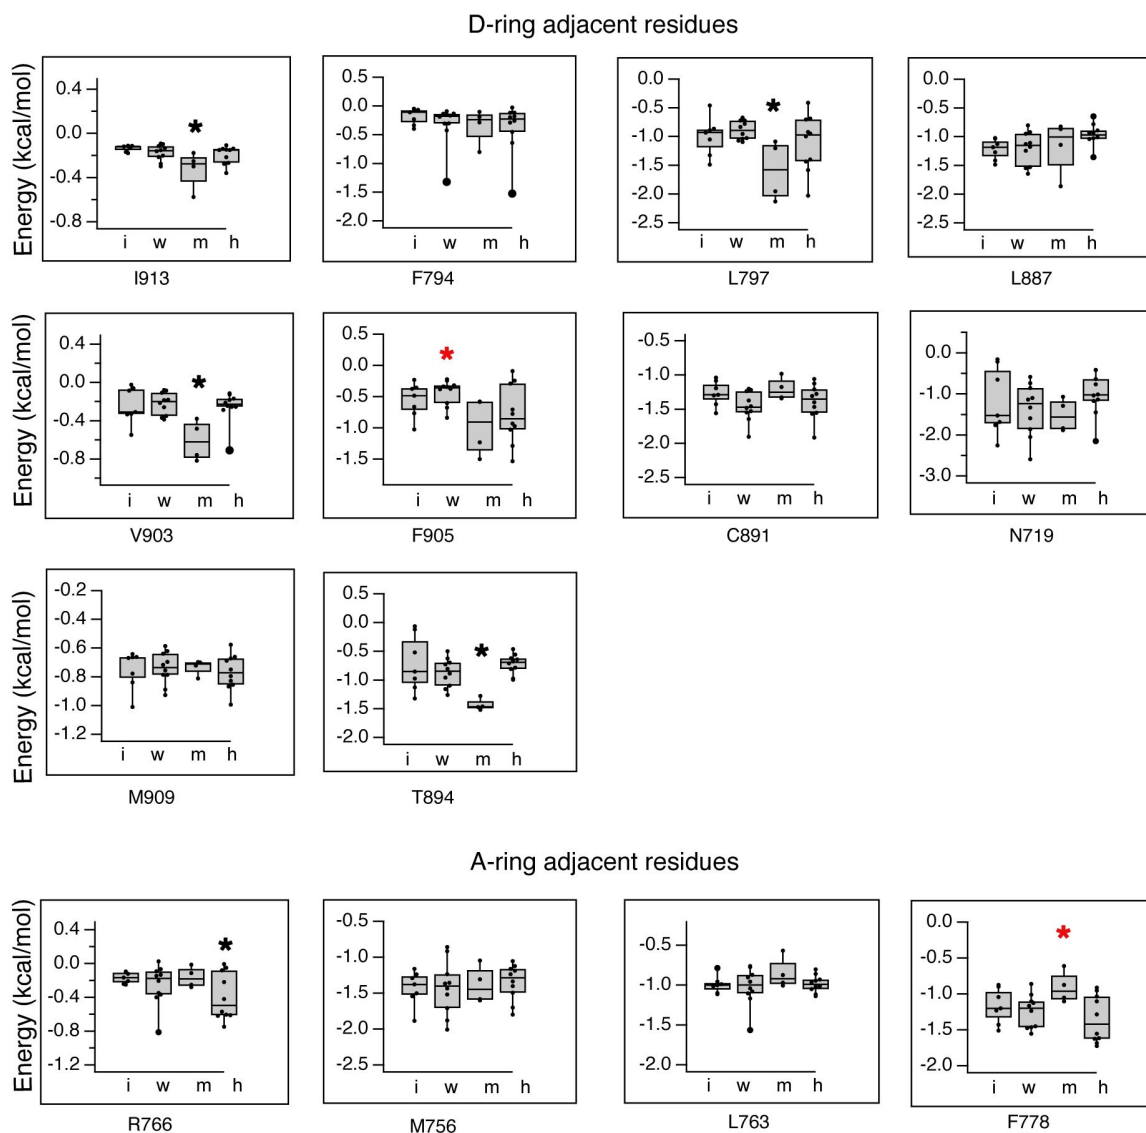 D-ring adjacent residues
Energy (kcal/mol)
0.4
0.0
-0.4
-0.8
i w m h
I913
0.5
0.0
-0.5
-1.0
-1.5
-2.0
i w m h
F794
0.0
-0.5
-1.0
-1.5
-2.0
-2.5
i w m h
L797
0.0
-0.5
-1.0
-1.5
-2.0
-2.5
i w m h
L887
Energy (kcal/mol)
0.4
0.0
-0.4
-0.8
i w m h
V903
0.5
0.0
-0.5
-1.0
-1.5
i w m h
F905
-0.5
-1.0
-1.5
-2.0
-2.5
i w m h
C891
0.0
-1.0
-2.0
-3.0
i w m h
N719
Energy (kcal/mol)
-0.2
-0.4
-0.6
-0.8
-1.0
-1.2
i w m h
M909
0.5
0.0
-0.5
-1.0
-1.5
-2.0
i w m h
T894
A-ring adjacent residues
Energy (kcal/mol)
0.4
0.0
-0.4
-0.8
-1.2
i w m h
R766
-0.5
-1.0
-1.5
-2.0
-2.5
i w m h
M756
-0.5
-1.0
-1.5
-2.0
i w m h
L763
0.0
-0.5
-1.0
-1.5
-2.0
i w m h
F778